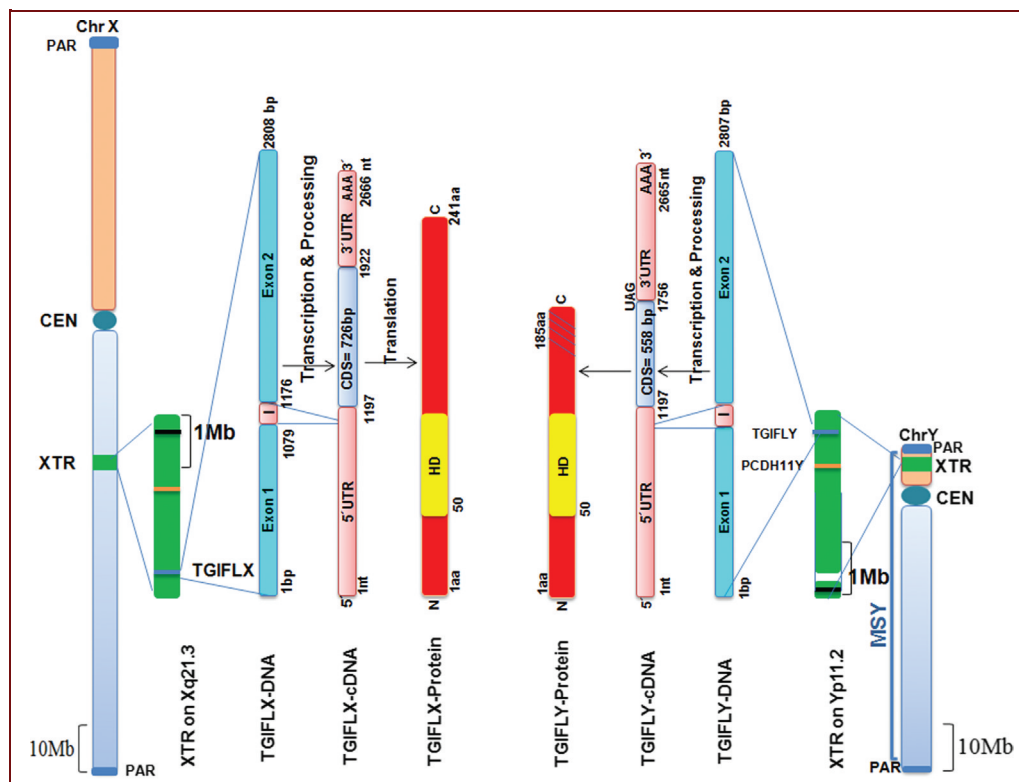 Chr X
PAR
CEN
XTR
10Mb
PAR
1Mb
TGIFLX
XTR on Xq21.3
2808 bp
Exon 2
1176
I
1079
Exon 1
1bp
TGIFLX-DNA
Transcription & Processing
AAA 3´
2666 nt
3´UTR
1922
CDS= 726bp
1197
5´UTR
5´
1nt
TGIFLX-cDNA
Translation
C
241aa
HD
50
N
1aa
TGIFLX-Protein
C
185aa
HD
50
1aa
N
TGIFLY-Protein
AAA 3´
2665nt
3´UTR
UAG
1756
CDS= 558 bp
1197
5´UTR
5´
1nt
TGIFLY-cDNA
Transcription & Processing
2807 bp
Exon 2
I
Exon 1
1bp
TGIFLY-DNA
TGIFLY
PCDH11Y
1Mb
XTR on Yp11.2
ChrY
PAR
XTR
CEN
MSY
10Mb
PAR